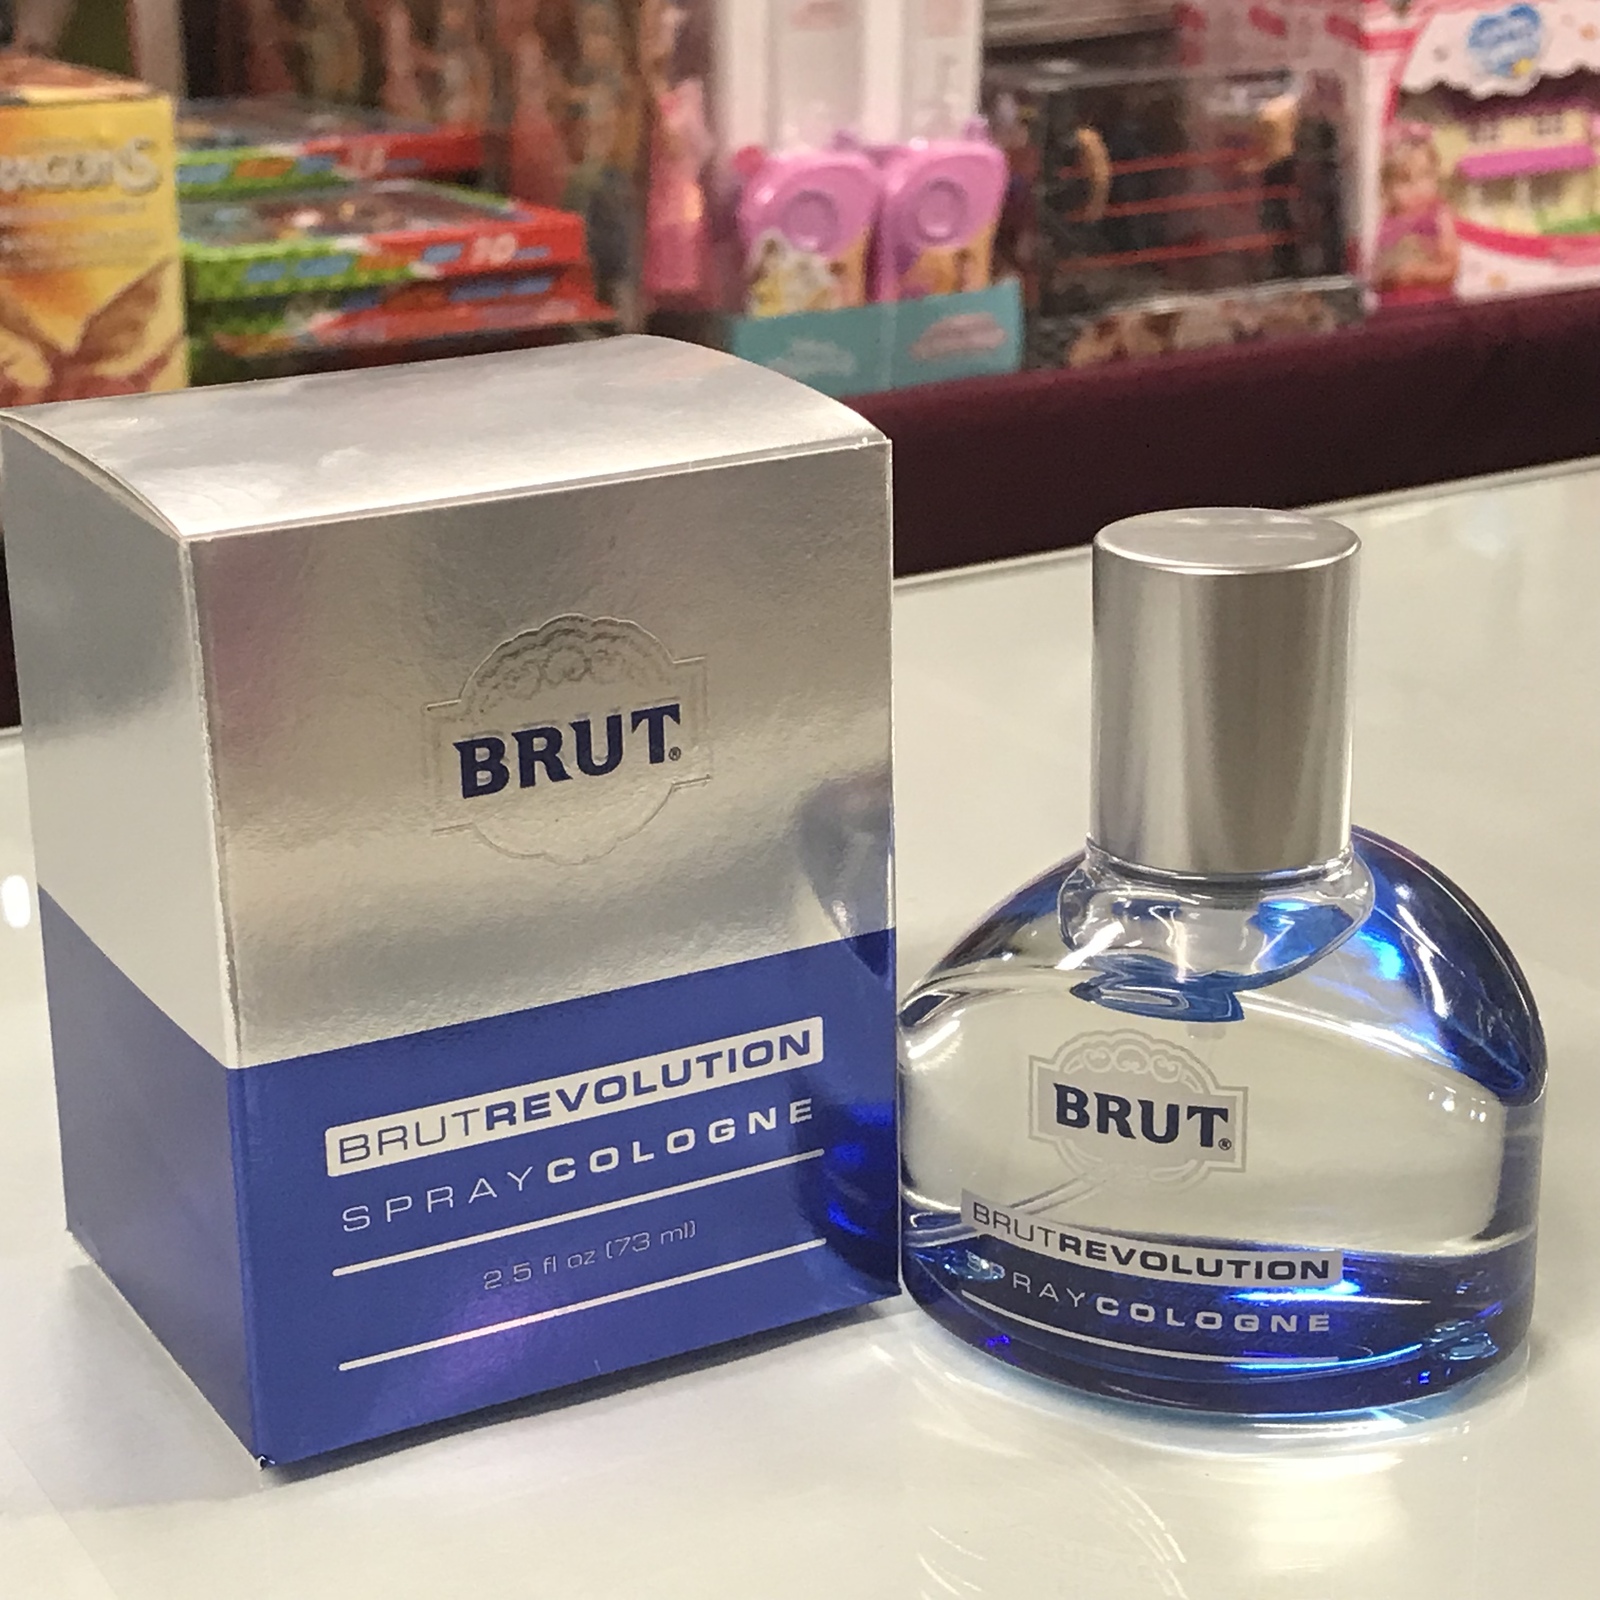 BRUT®
BRUTREVOLUTION
SPRAYCOLOGNE
2.5 fl oz (73 ml)
BRUT®
BRUTREVOLUTION
SPRAYCOLOGNE